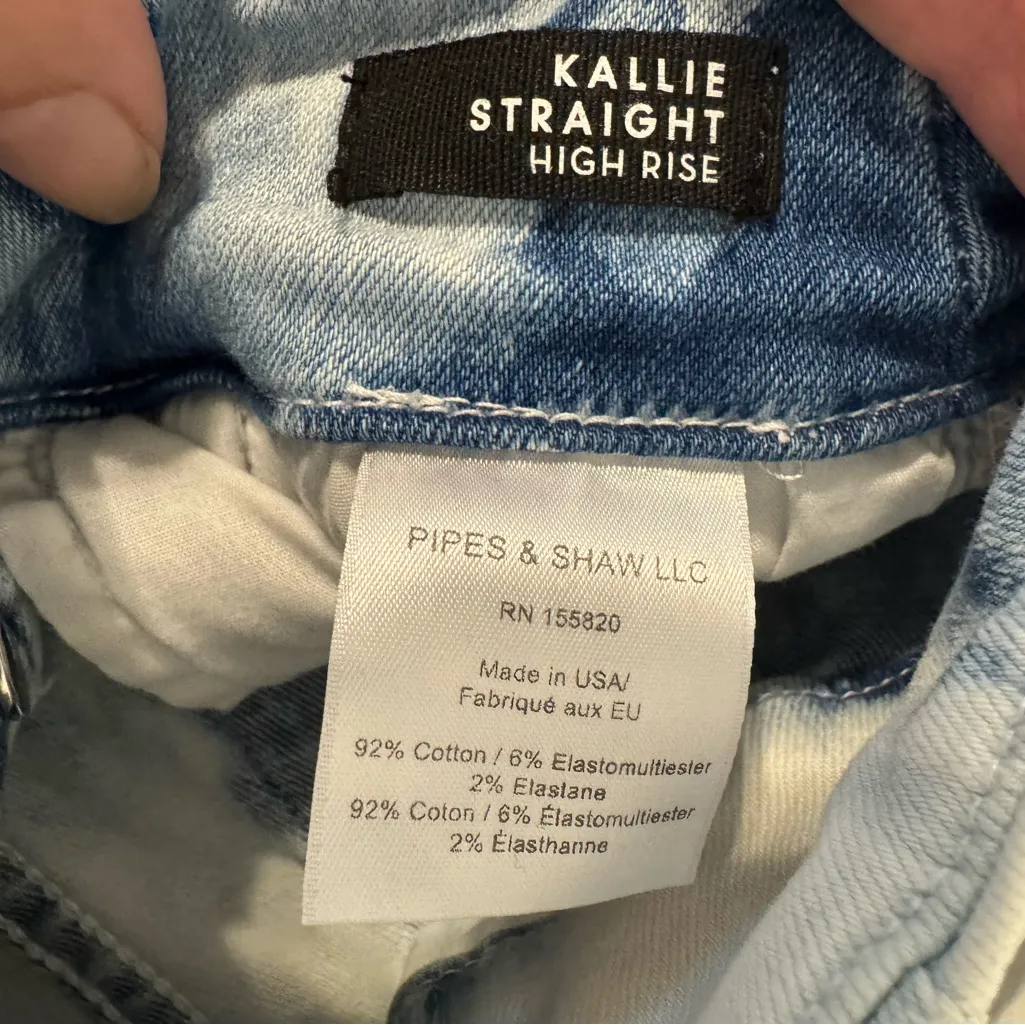 KALLIE
STRAIGHT
HIGH RISE
PIPES & SHAW LLC
RN 155820
Made in USA/
Fabriqué aux EU
92% Cotton / 6% Elastomultiester
2% Elastane
92% Coton / 6% Élastomultiester
2% Élasthanne